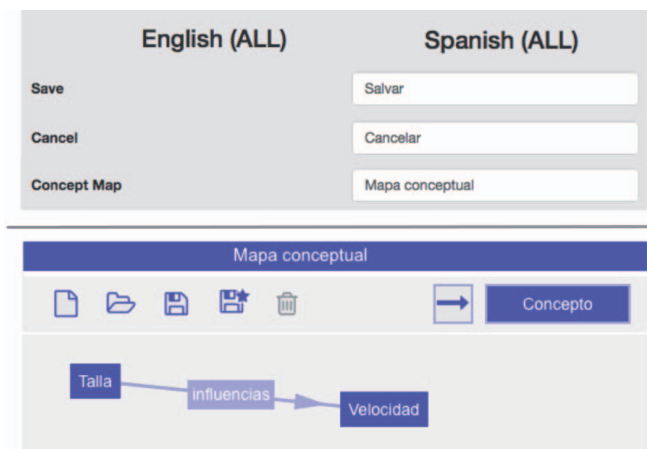 English (ALL) Spanish (ALL)
Save Salvar
Cancel Cancelar
Concept Map Mapa conceptual
Mapa conceptual
Concepto
Talla
influencias
Velocidad